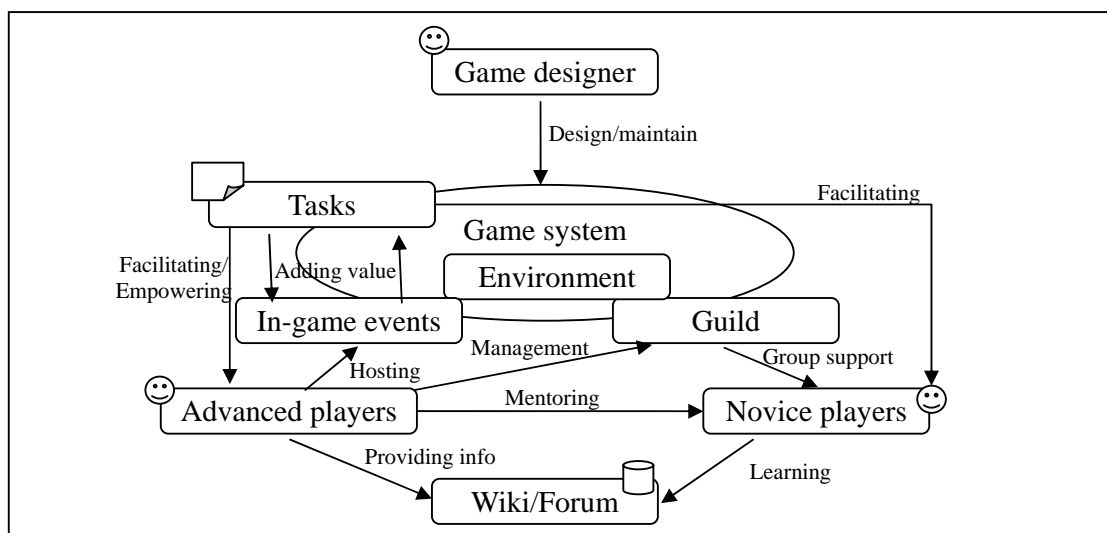 Game designer
Design/maintain
Tasks
Facilitating
Game system
Facilitating/
Empowering
Adding value
Environment
In-game events
Guild
Management
Group support
Hosting
Advanced players
Mentoring
Novice players
Providing info
Learning
Wiki/Forum